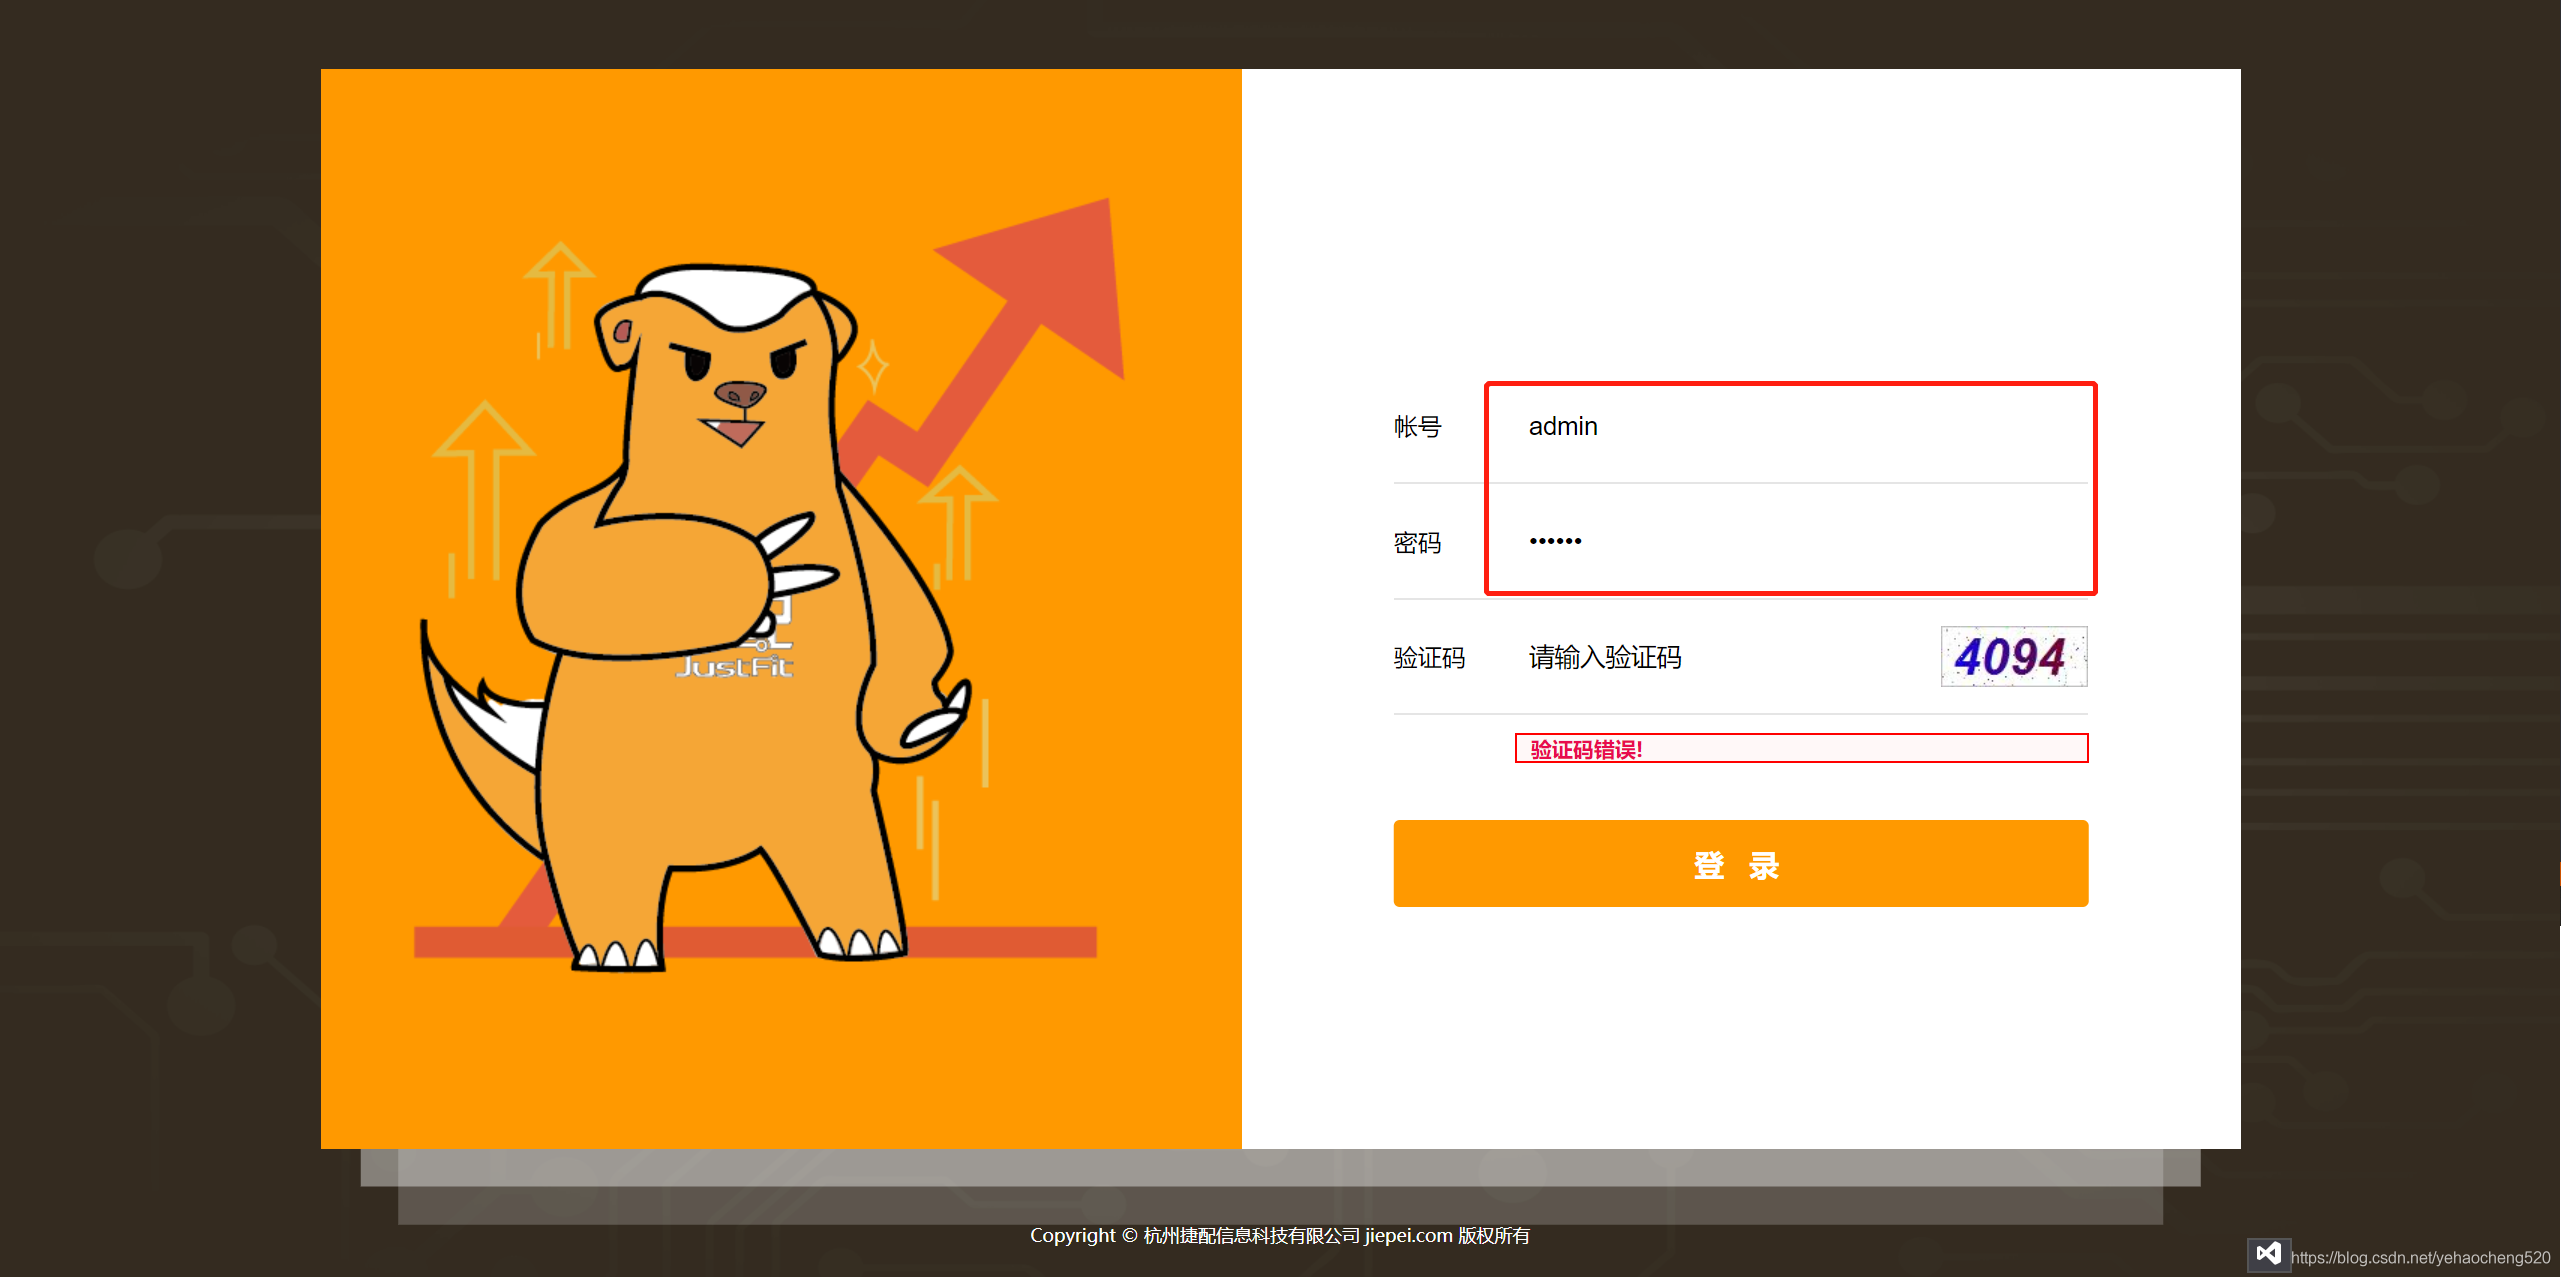 JustFit
帐号 admin
密码 ••••••
验证码 请输入验证码 4094
验证码错误!
登 录
Copyright © 杭州捷配信息科技有限公司 jiepei.com 版权所有
https://blog.csdn.net/yehaocheng520